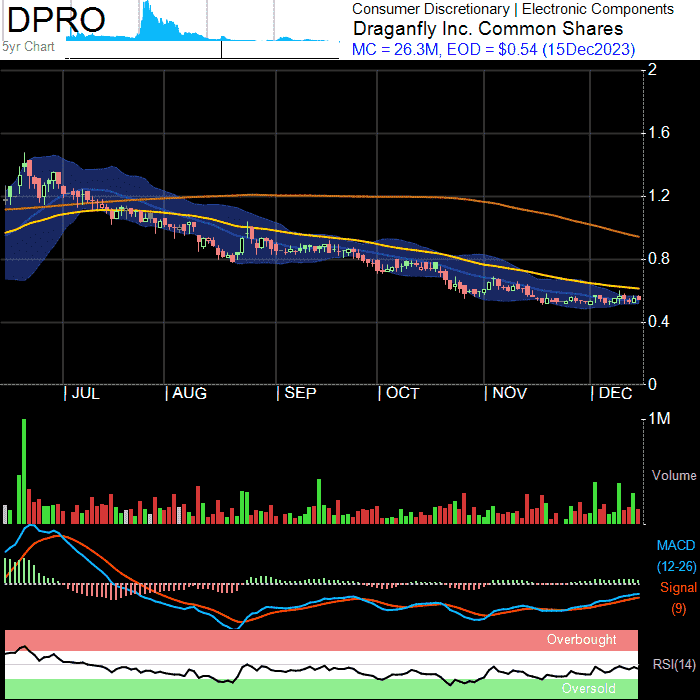 DPRO
5yr Chart
Consumer Discretionary | Electronic Components
Draganfly Inc. Common Shares
MC = 26.3M, EOD = $0.54 (15Dec2023)
2
1.6
1.2
0.8
0.4
0
JUL
AUG
SEP
OCT
NOV
DEC
1M
Volume
MACD
(12-26)
Signal
(9)
Overbought
RSI(14)
Oversold